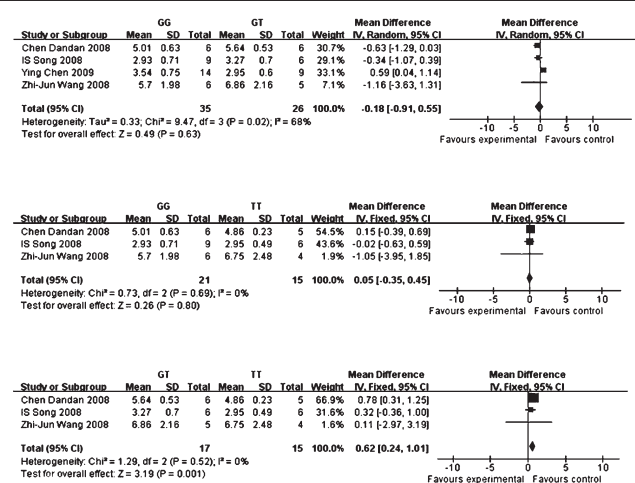 GG GT Mean Difference Mean Difference
Study or Subgroup Mean SD Total Mean SD Total Weight IV, Random, 95% CI IV, Random, 95% CI
Chen Dandan 2008 5.01 0.63 6 5.64 0.53 6 30.7% -0.63 [-1.29, 0.03]
IS Song 2008 2.93 0.71 9 3.27 0.7 6 29.1% -0.34 [-1.07, 0.39]
Ying Chen 2009 3.54 0.75 14 2.95 0.6 9 33.1% 0.59 [0.04, 1.14]
Zhi-Jun Wang 2008 5.7 1.98 6 6.86 2.16 5 7.1% -1.16 [-3.63, 1.31]
Total (95% CI) 35 26 100.0% -0.18 [-0.91, 0.55]
Heterogeneity: Tau² = 0.33; Chi² = 9.47, df = 3 (P = 0.02); I² = 68%
Test for overall effect: Z = 0.49 (P = 0.63)
-10 -5 0 5 10
Favours experimental Favours control
GG TT Mean Difference Mean Difference
Study or Subgroup Mean SD Total Mean SD Total Weight IV, Fixed, 95% CI IV, Fixed, 95% CI
Chen Dandan 2008 5.01 0.63 6 4.86 0.23 5 54.5% 0.15 [-0.39, 0.69]
IS Song 2008 2.93 0.71 9 2.95 0.49 6 43.6% -0.02 [-0.63, 0.59]
Zhi-Jun Wang 2008 5.7 1.98 6 6.75 2.48 4 1.9% -1.05 [-3.95, 1.85]
Total (95% CI) 21 15 100.0% 0.05 [-0.35, 0.45]
Heterogeneity: Chi² = 0.73, df = 2 (P = 0.69); I² = 0%
Test for overall effect: Z = 0.26 (P = 0.80)
-10 -5 0 5 10
Favours experimental Favours control
GT TT Mean Difference Mean Difference
Study or Subgroup Mean SD Total Mean SD Total Weight IV, Fixed, 95% CI IV, Fixed, 95% CI
Chen Dandan 2008 5.64 0.53 6 4.86 0.23 5 66.9% 0.78 [0.31, 1.25]
IS Song 2008 3.27 0.7 6 2.95 0.49 6 31.6% 0.32 [-0.36, 1.00]
Zhi-Jun Wang 2008 6.86 2.16 5 6.75 2.48 4 1.6% 0.11 [-2.97, 3.19]
Total (95% CI) 17 15 100.0% 0.62 [0.24, 1.01]
Heterogeneity: Chi² = 1.29, df = 2 (P = 0.52); I² = 0%
Test for overall effect: Z = 3.19 (P = 0.001)
-10 -5 0 5 10
Favours experimental Favours control